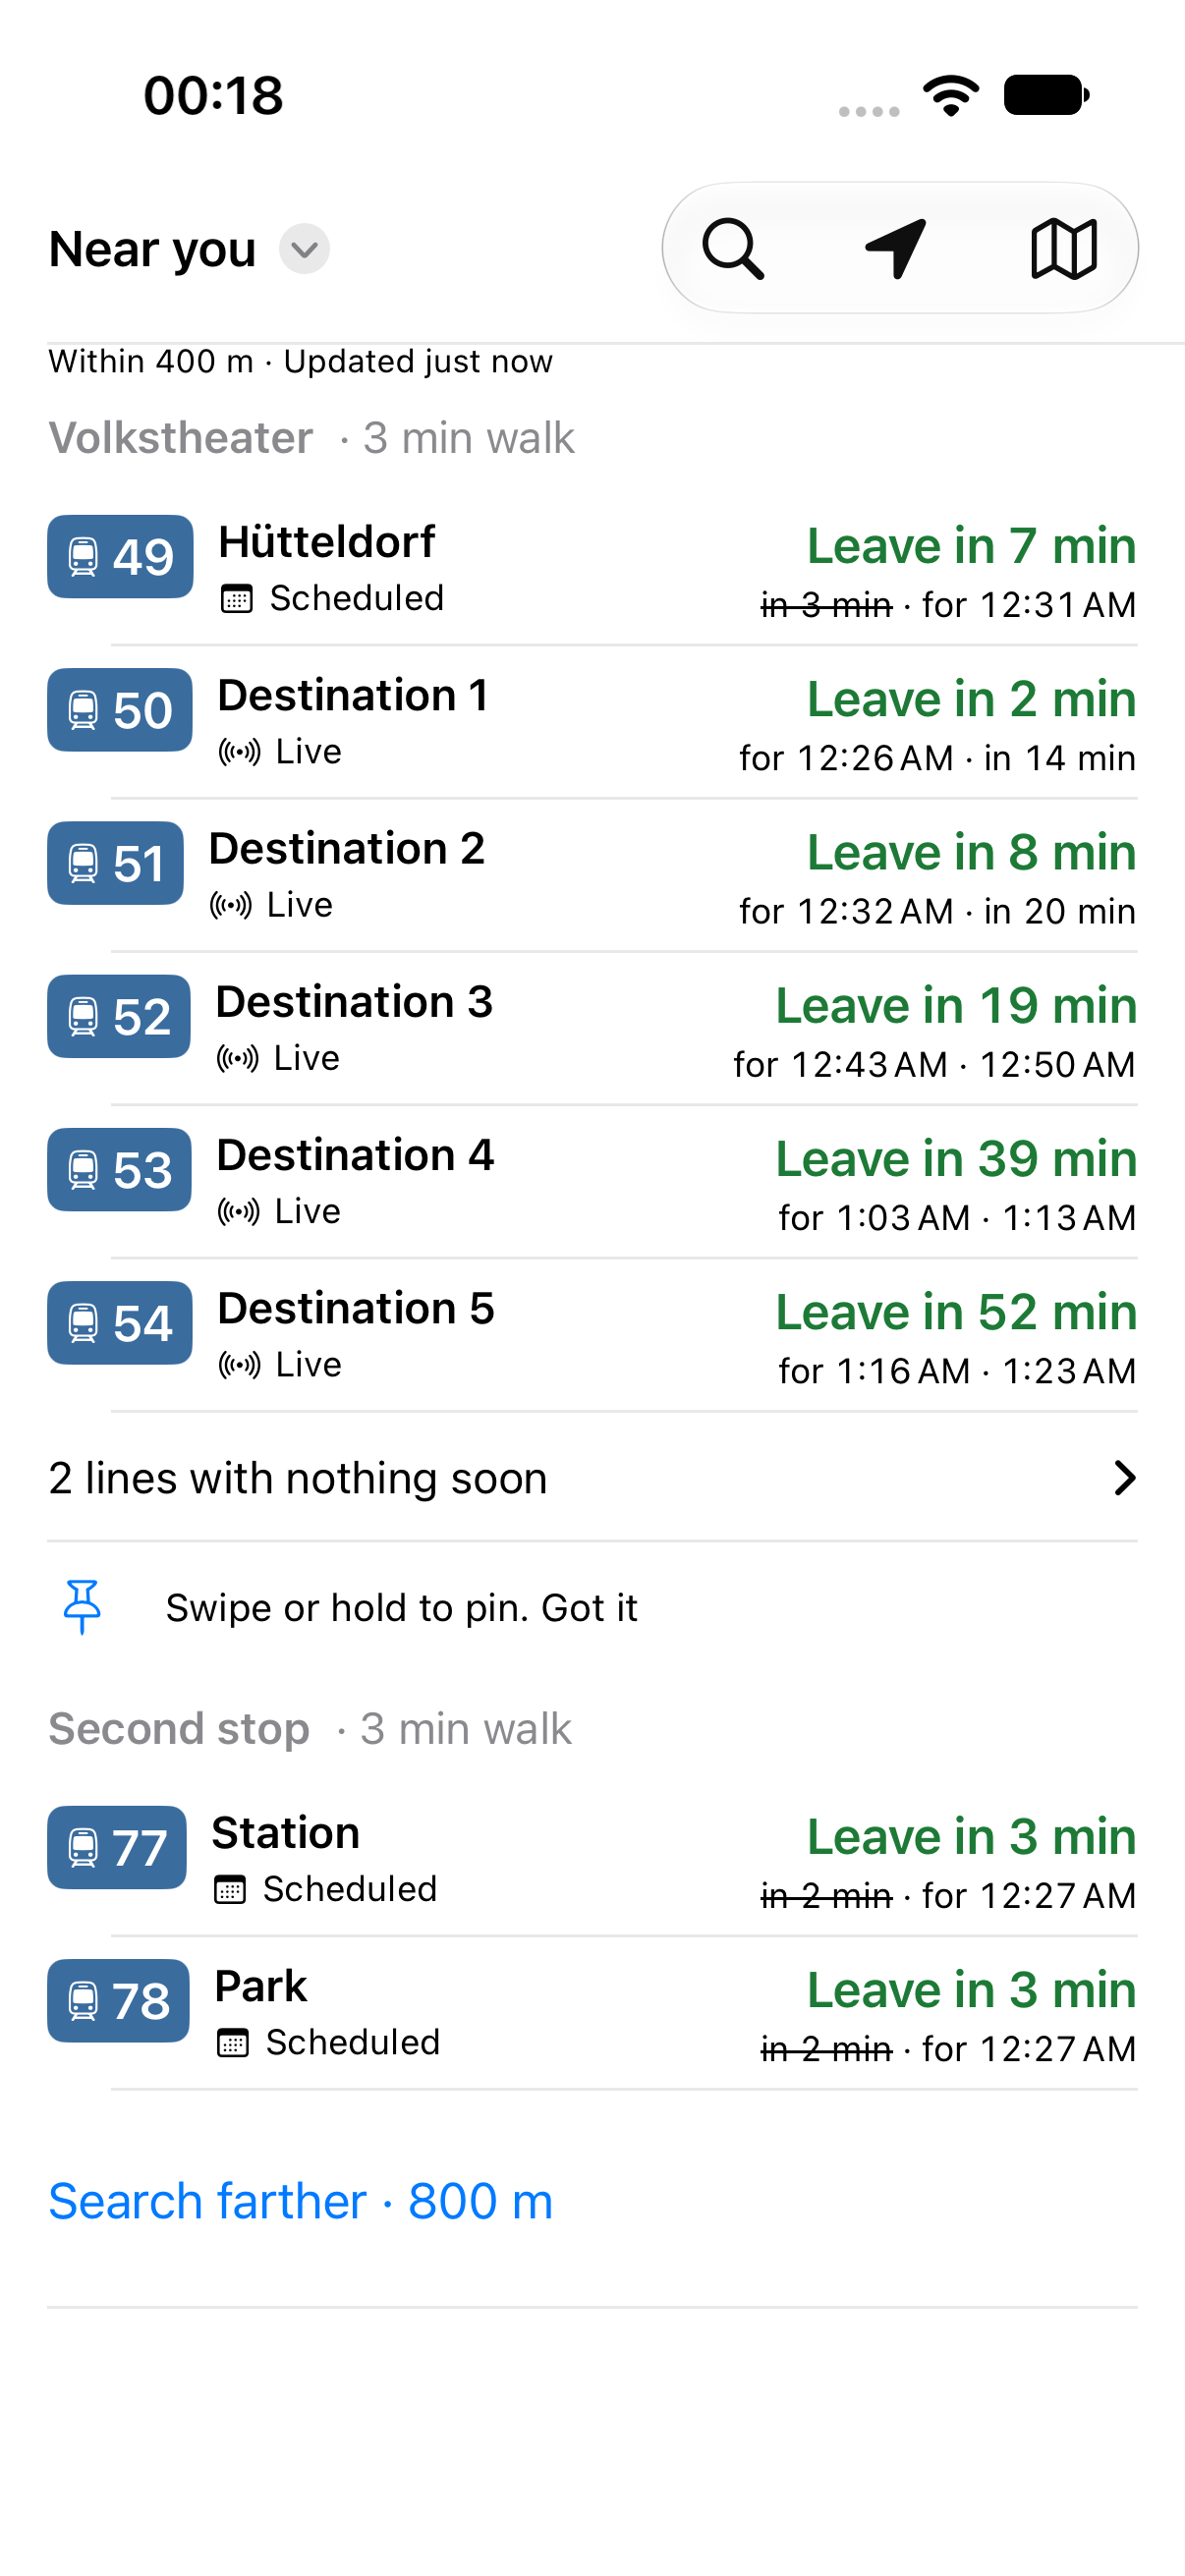 00:18
Near you
Within 400 m · Updated just now
Volkstheater · 3 min walk
49 Hütteldorf Leave in 7 min
Scheduled in 3 min · for 12:31 AM
50 Destination 1 Leave in 2 min
Live for 12:26 AM · in 14 min
51 Destination 2 Leave in 8 min
Live for 12:32 AM · in 20 min
52 Destination 3 Leave in 19 min
Live for 12:43 AM · 12:50 AM
53 Destination 4 Leave in 39 min
Live for 1:03 AM · 1:13 AM
54 Destination 5 Leave in 52 min
Live for 1:16 AM · 1:23 AM
2 lines with nothing soon
Swipe or hold to pin. Got it
Second stop · 3 min walk
77 Station Leave in 3 min
Scheduled in 2 min · for 12:27 AM
78 Park Leave in 3 min
Scheduled in 2 min · for 12:27 AM
Search farther · 800 m